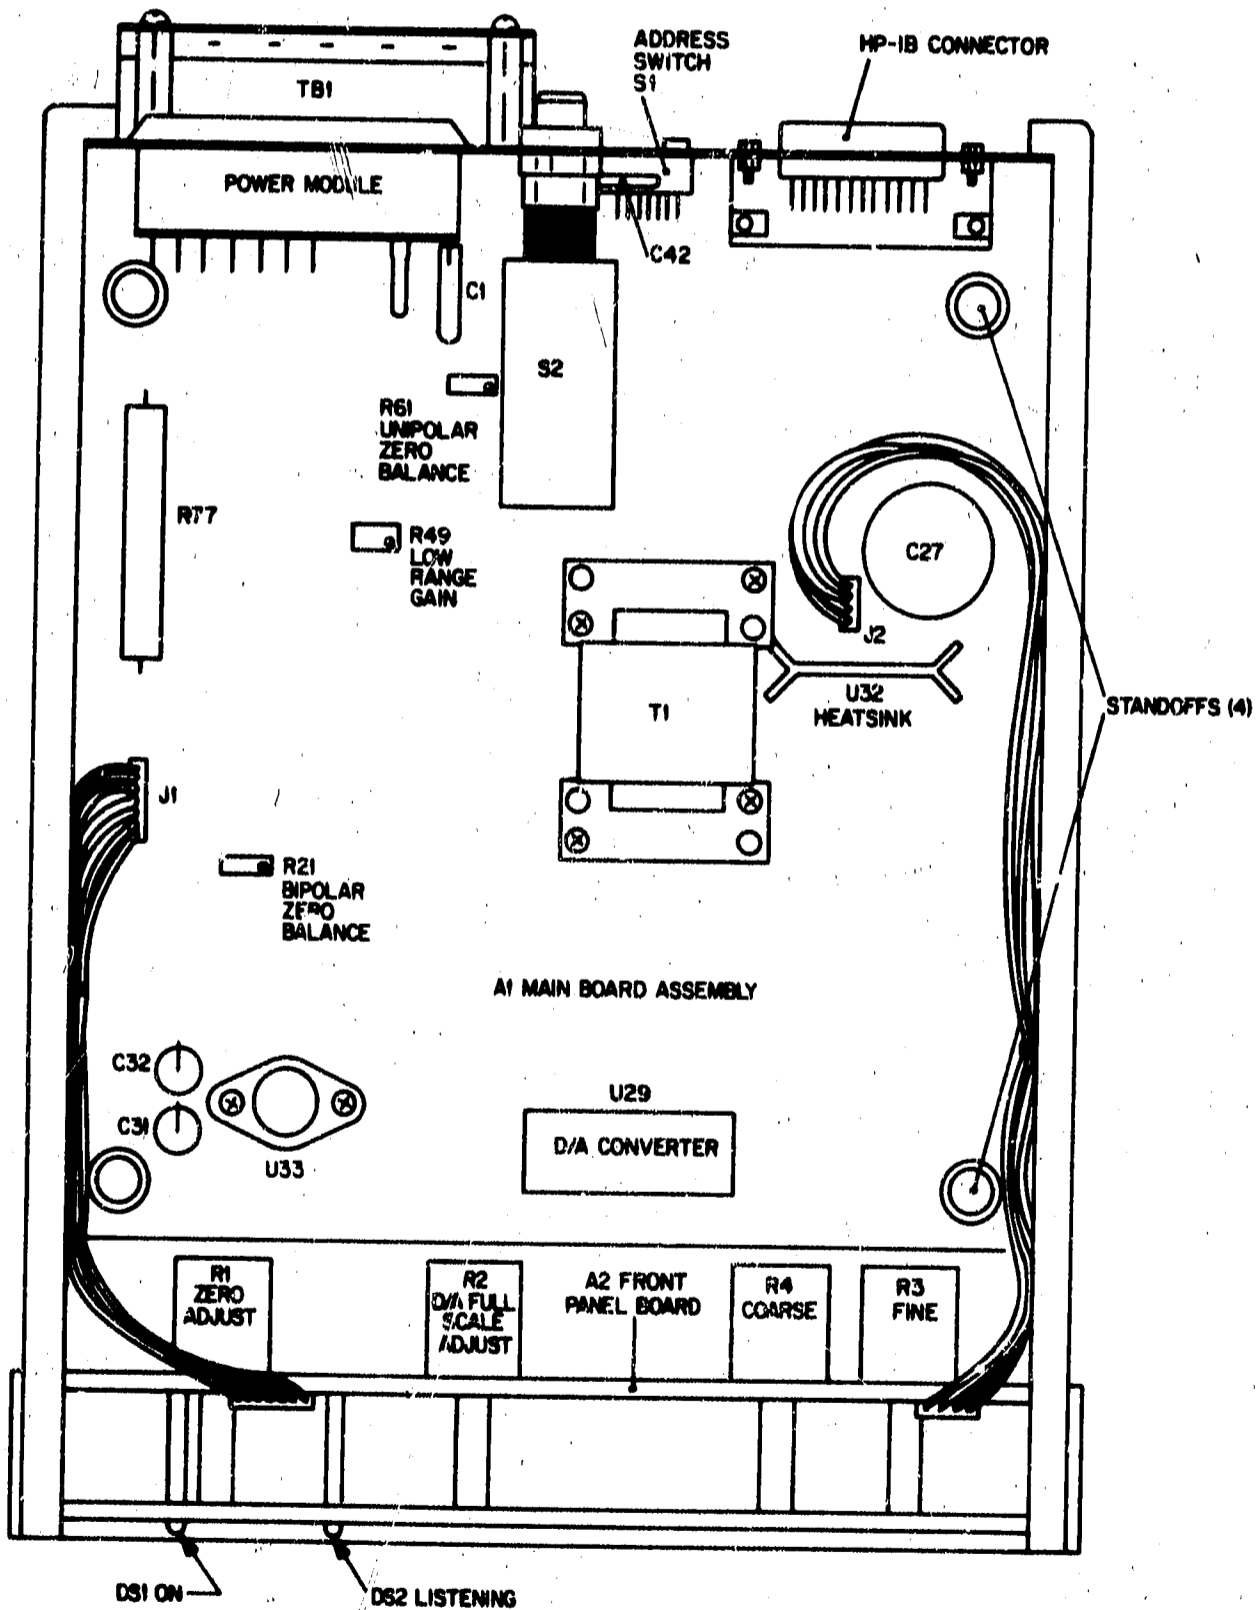 ADDRESS
SWITCH
S1
HP-IB CONNECTOR
TB1
POWER MODULE
C42
C1
S2
R61
UNIPOLAR
ZERO
BALANCE
RT7
R49
LOW
RANGE
GAIN
C27
J2
U32
HEATSINK
T1
STANDOFFS (4)
J1
R21
BIPOLAR
ZERO
BALANCE
A1 MAIN BOARD ASSEMBLY
C32
C31
U33
U29
D/A CONVERTER
R1
ZERO
ADJUST
R2
D/A FULL
SCALE
ADJUST
A2 FRONT
PANEL BOARD
R4
COARSE
R3
FINE
DS1 ON
DS2 LISTENING